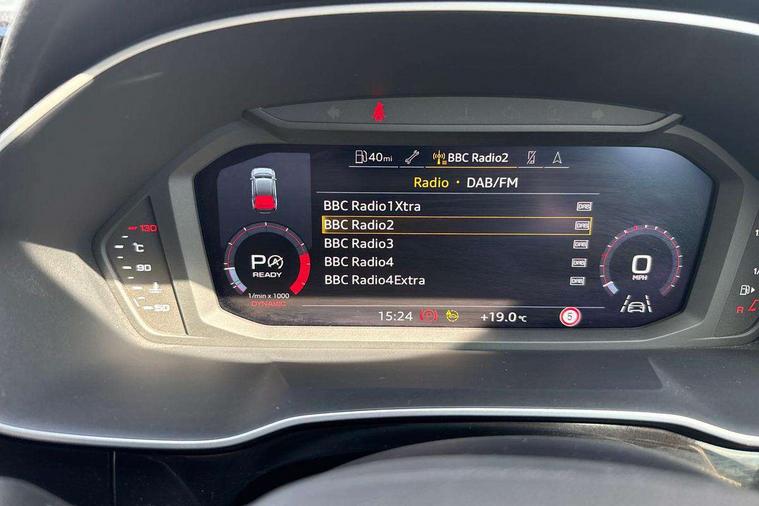 40mi BBC Radio2
Radio · DAB/FM
BBC Radio1Xtra DAB
BBC Radio2 DAB
BBC Radio3 DAB
BBC Radio4 DAB
BBC Radio4Extra DAB
130
°C
90
50
P
READY
1/min x 1000
DYNAMIC
0
MPH
15:24 +19.0°C 5
R